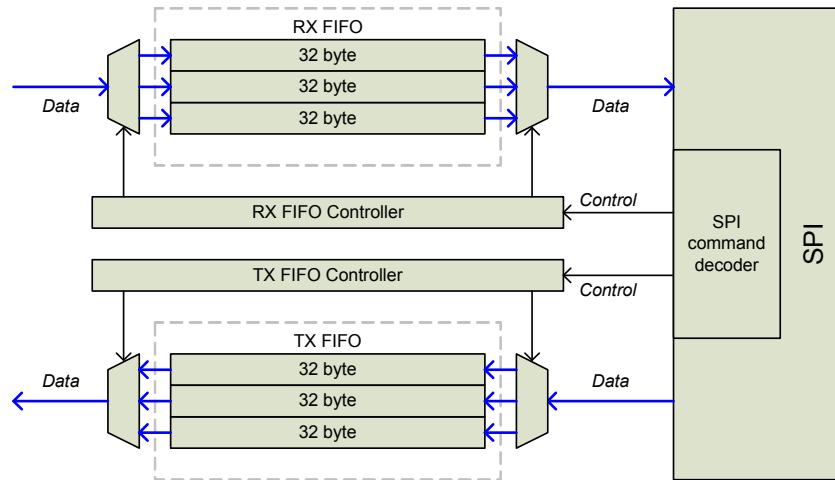 RX FIFO
32 byte
32 byte
32 byte
Data
Data
RX FIFO Controller
Control
SPI
command
decoder
SPI
TX FIFO Controller
Control
TX FIFO
32 byte
32 byte
32 byte
Data
Data